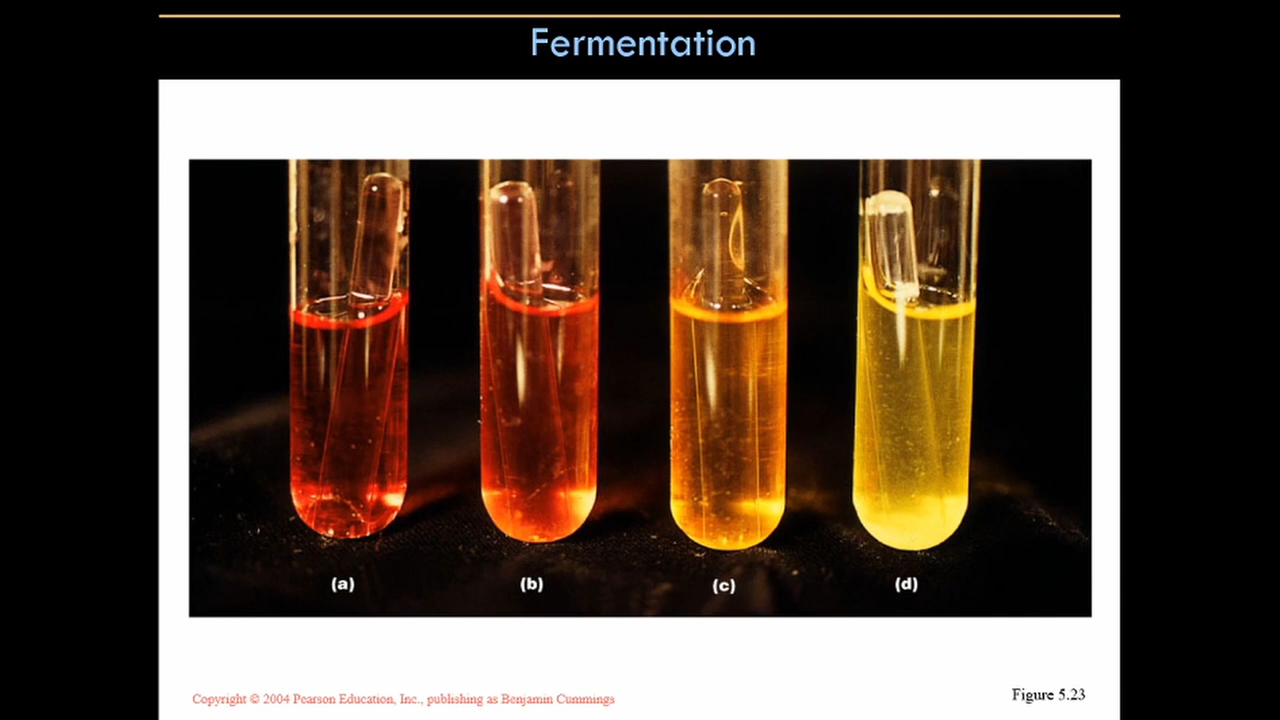 Fermentation
(a)
(b)
(c)
(d)
Copyright © 2004 Pearson Education, Inc., publishing as Benjamin Cummings
Figure 5.23